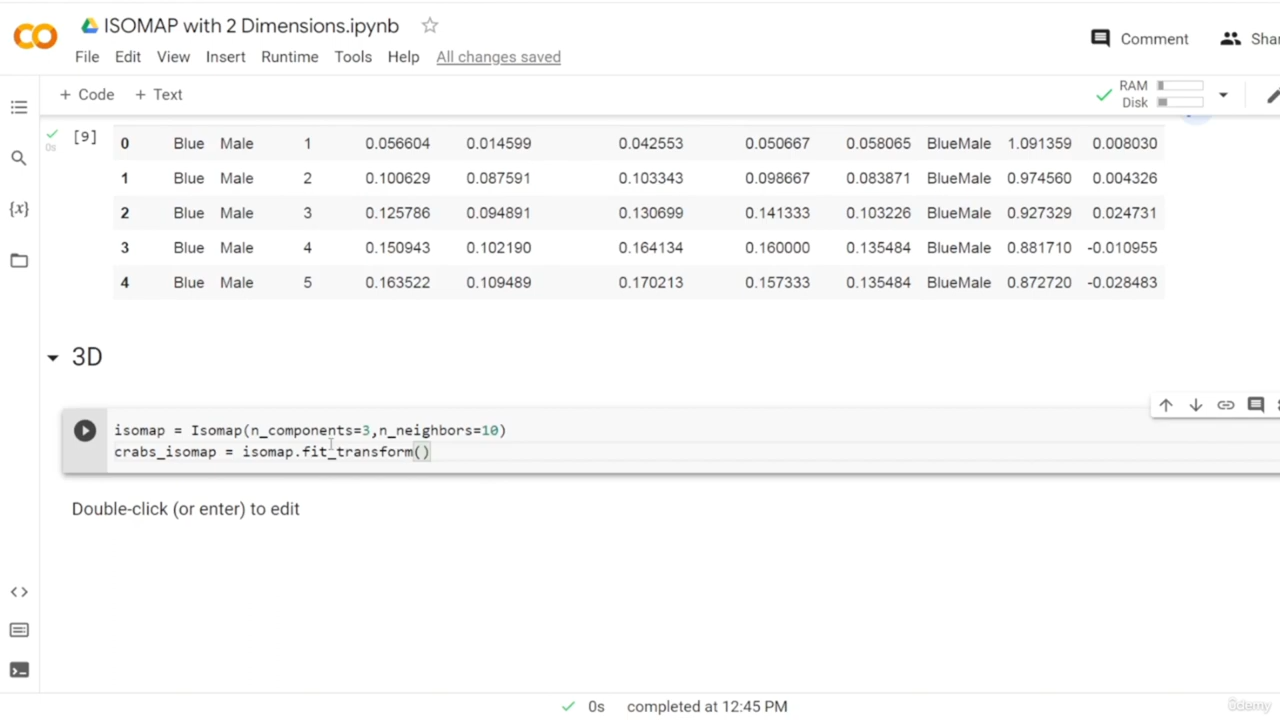 ISOMAP with 2 Dimensions.ipynb
Comment
File Edit View Insert Runtime Tools Help All changes saved
+ Code + Text
RAM
Disk
[9]
0s
0 Blue Male 1 0.056604 0.014599 0.042553 0.050667 0.058065 BlueMale 1.091359 0.008030
1 Blue Male 2 0.100629 0.087591 0.103343 0.098667 0.083871 BlueMale 0.974560 0.004326
2 Blue Male 3 0.125786 0.094891 0.130699 0.141333 0.103226 BlueMale 0.927329 0.024731
3 Blue Male 4 0.150943 0.102190 0.164134 0.160000 0.135484 BlueMale 0.881710 -0.010955
4 Blue Male 5 0.163522 0.109489 0.170213 0.157333 0.135484 BlueMale 0.872720 -0.028483
{x}
3D
isomap = Isomap(n_components=3,n_neighbors=10)
crabs_isomap = isomap.fit_transform()
Double-click (or enter) to edit
0s completed at 12:45 PM
ûdemy